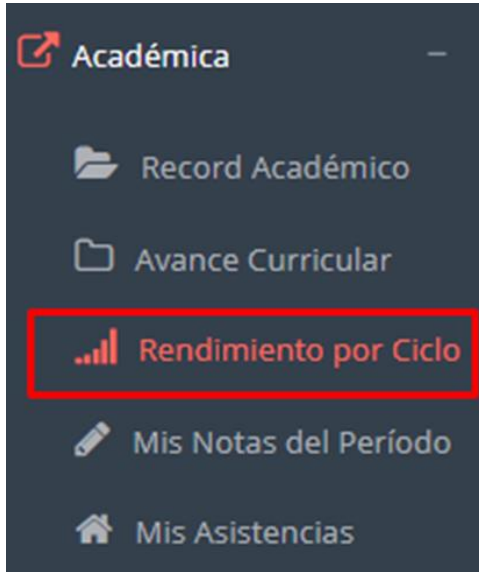 Académica
Record Académico
Avance Curricular
Rendimiento por Ciclo
Mis Notas del Período
Mis Asistencias